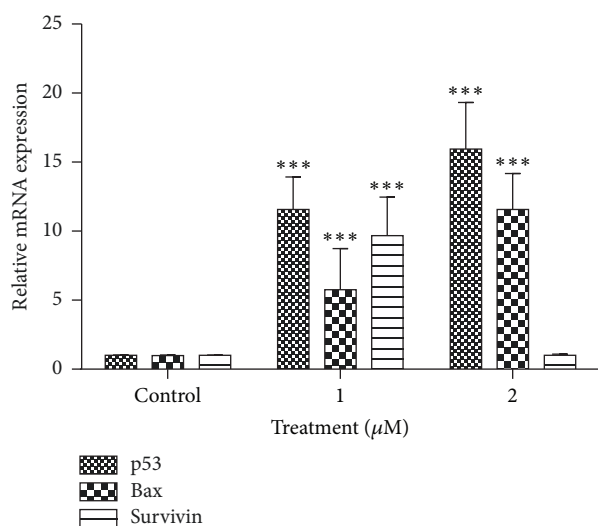 25
20
15
10
5
0
Relative mRNA expression
***
***
***
***
***
Control
1
2
Treatment (μM)
p53
Bax
Survivin